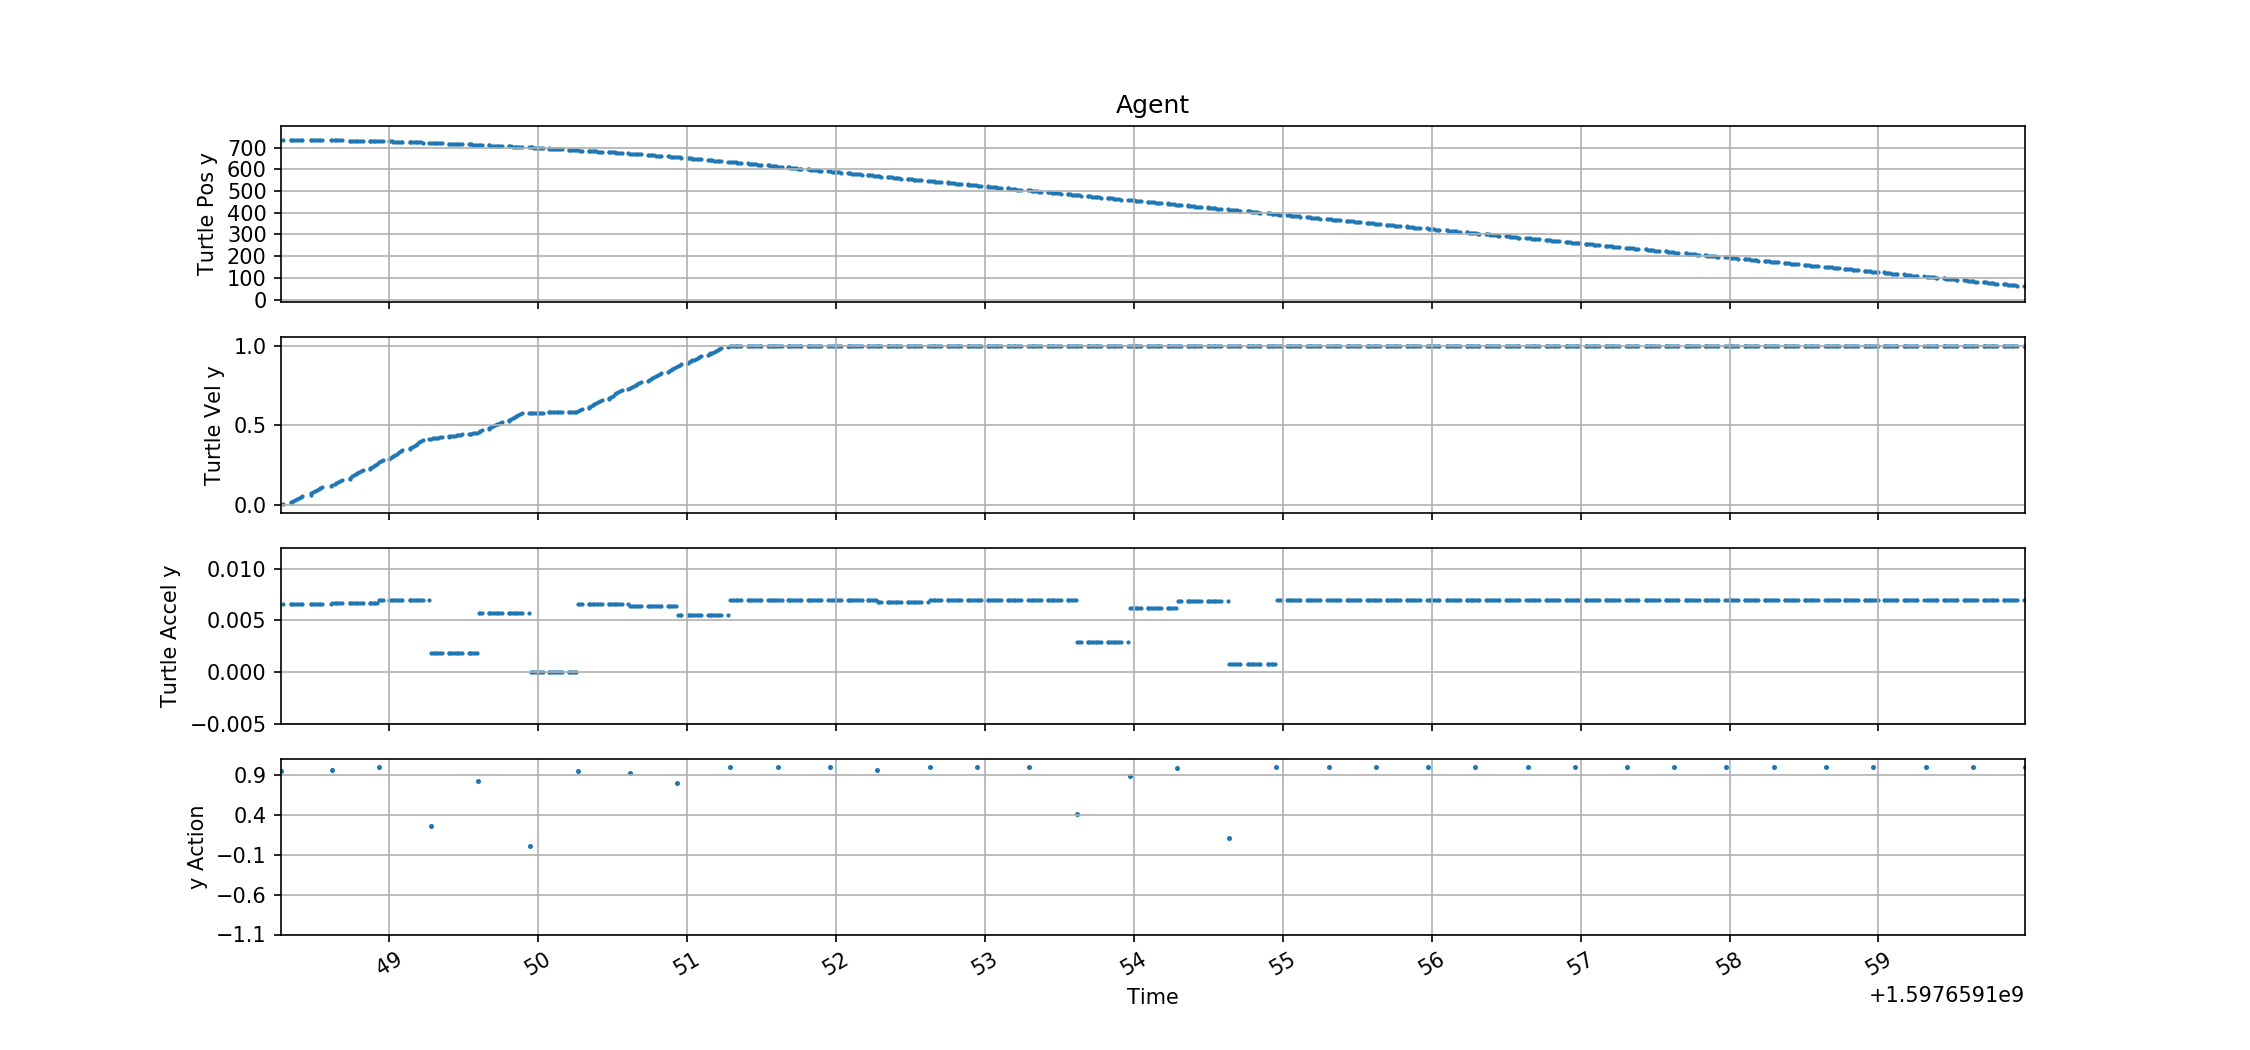 Agent
Turtle Pos y
700
600
500
400
300
200
100
0
Turtle Vel y
1.0
0.5
0.0
Turtle Accel y
0.010
0.005
0.000
−0.005
y Action
0.9
0.4
−0.1
−0.6
−1.1
49 50 51 52 53 54 55 56 57 58 59
Time
+1.5976591e9